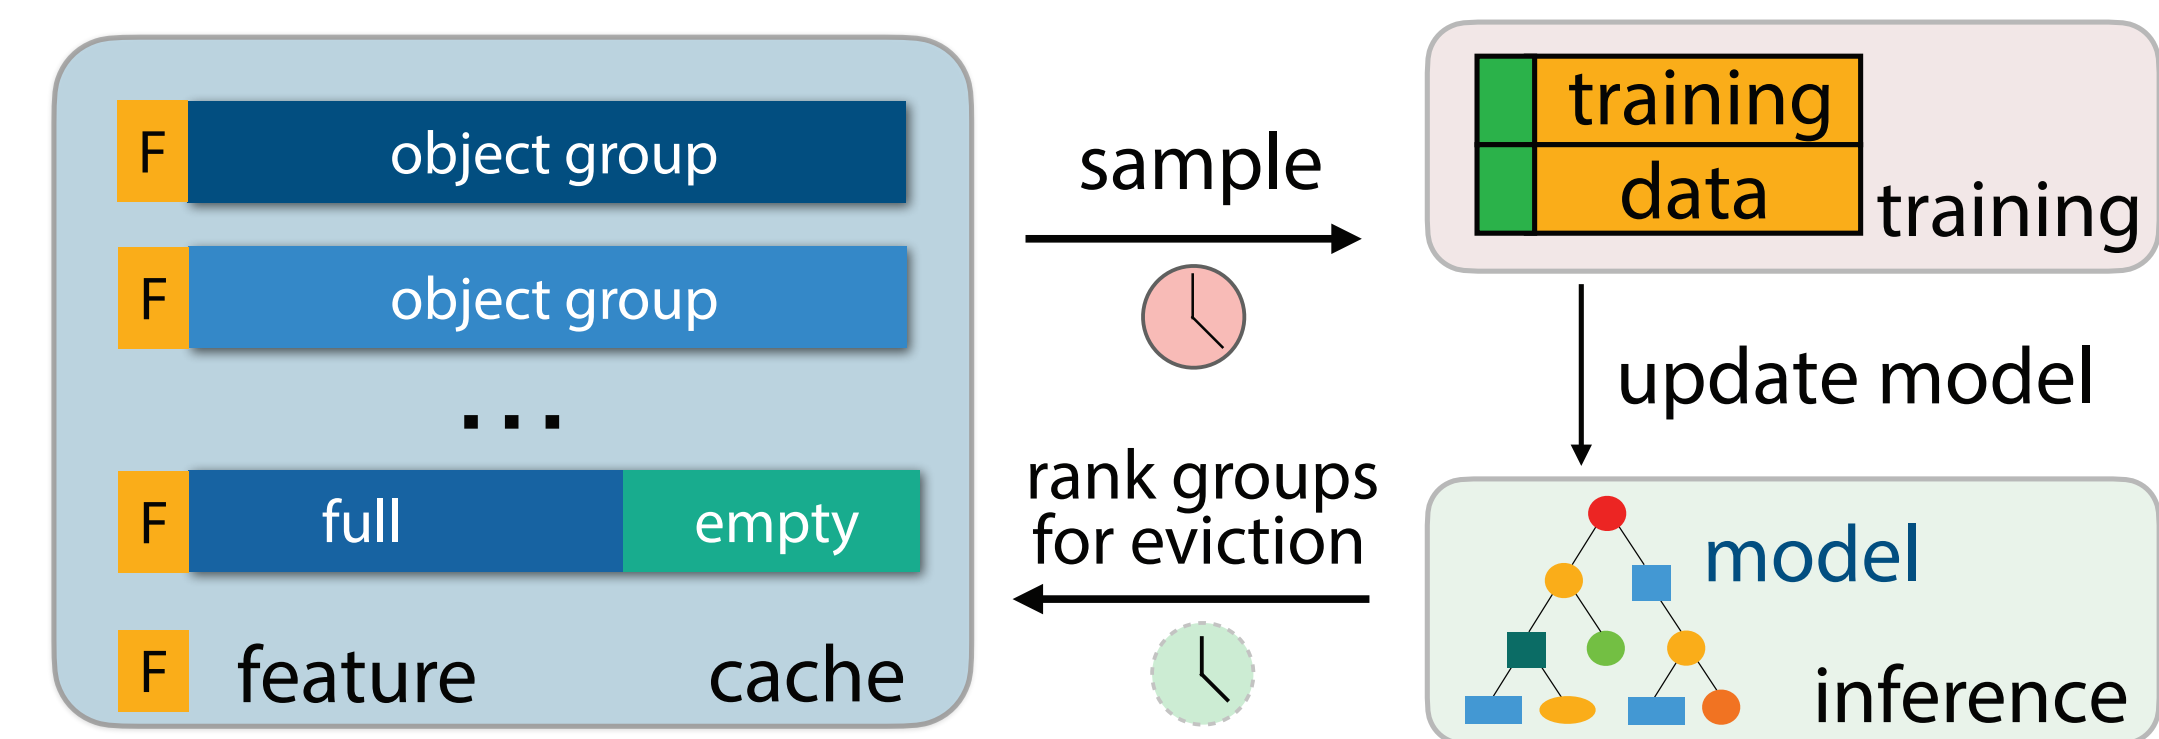 F object group
F object group
...
F full empty
F feature cache
sample
rank groups
for eviction
training
data
training
update model
model
inference